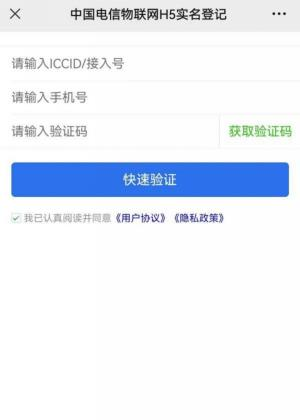 中国电信物联网H5实名登记
请输入ICCID/接入号
请输入手机号
请输入验证码 获取验证码
快速验证
我已认真阅读并同意《用户协议》《隐私政策》